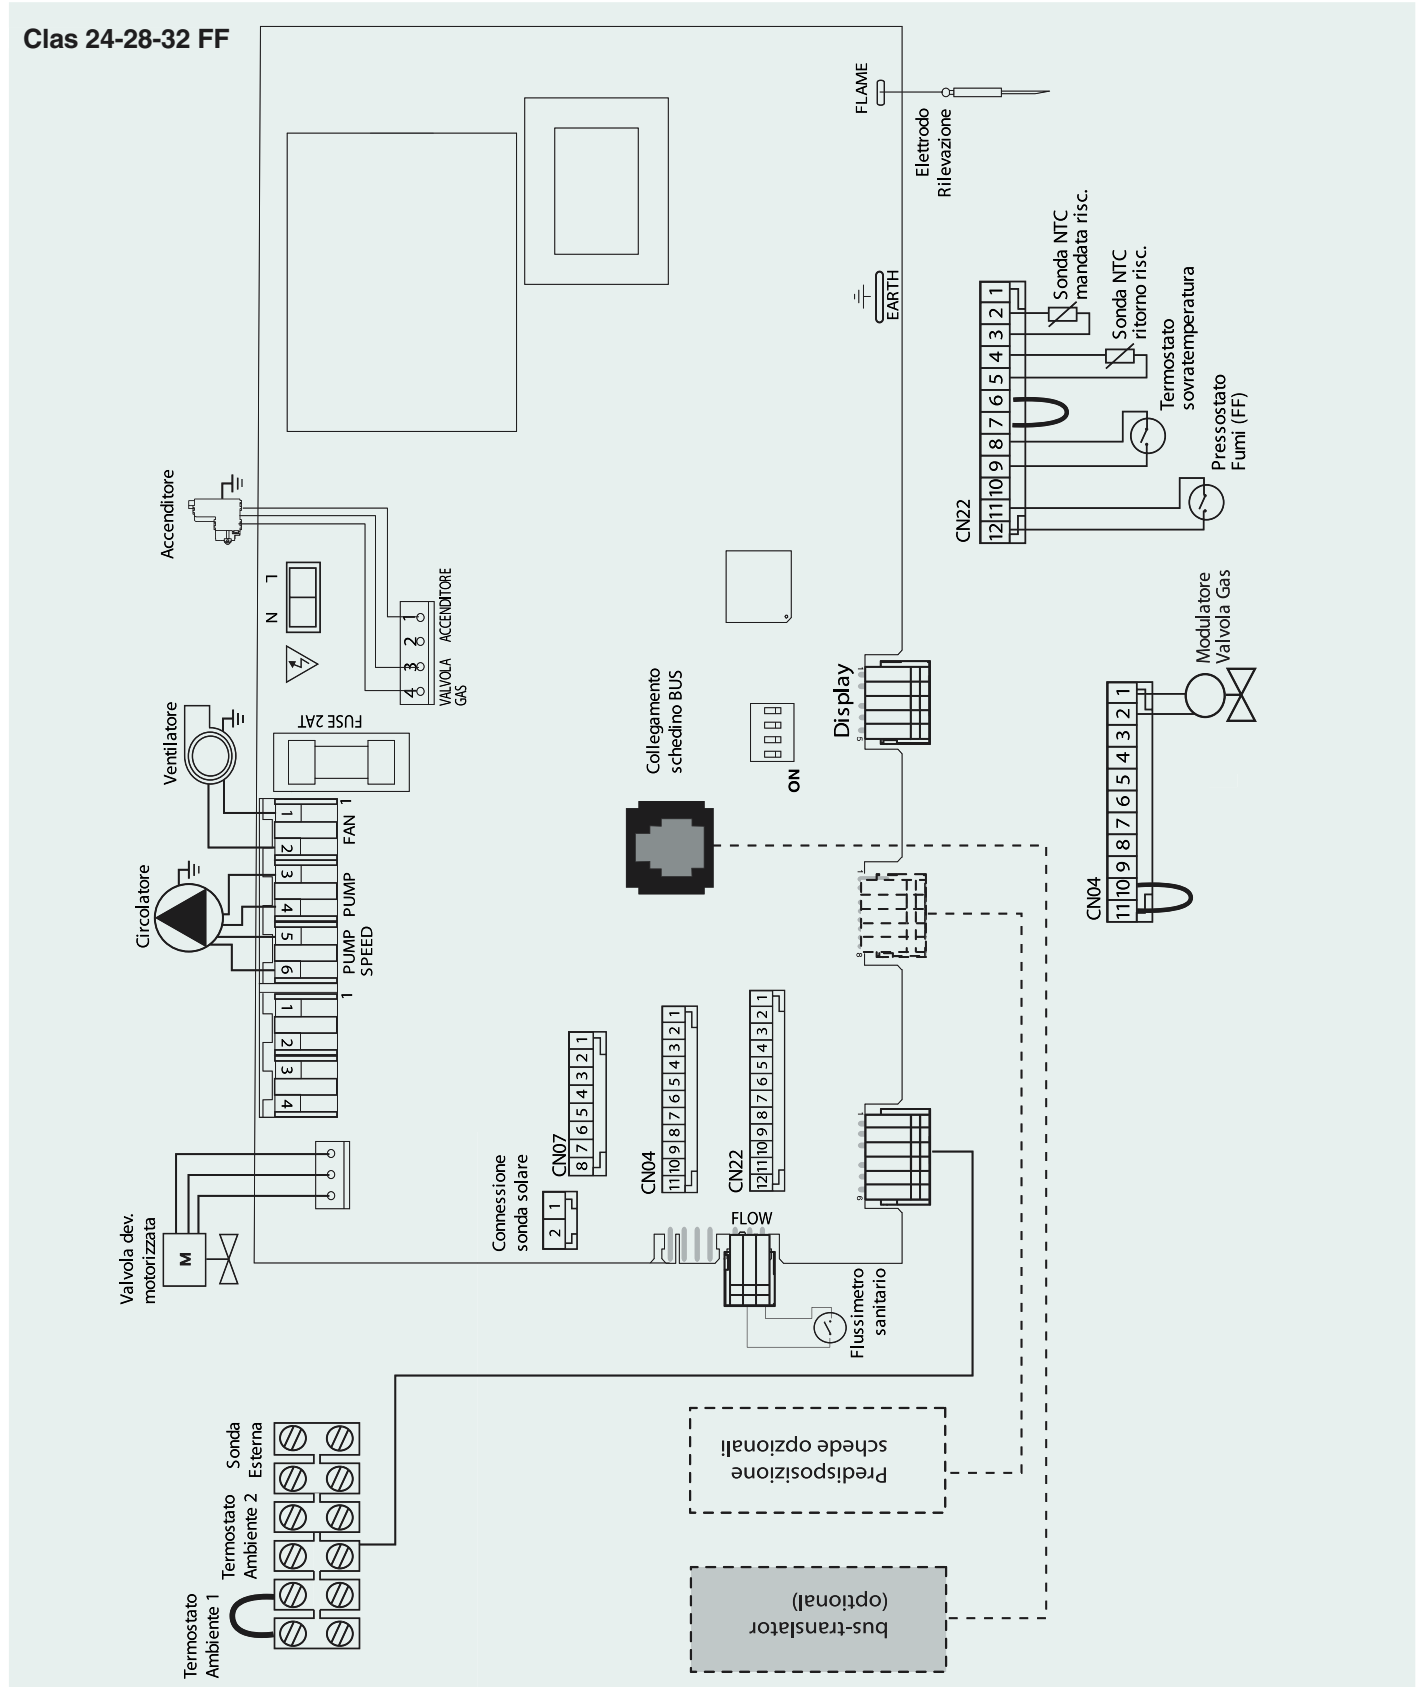 Clas 24-28-32 FF
FLAME
Elettrodo
Rilevazione
EARTH
Sonda NTC
mandata risc.
Sonda NTC
ritorno risc.
Termostato
sovratemperatura
Pressostato
Fumi (FF)
CN22
1 2 3 4 5 6 7 8 9 10 11 12
Accenditore
L
N
1 2 3 4
ACCENDITORE
VALVOLA
GAS
FUSE 2AT
Ventilatore
Circolatore
1 2 3 4 5 6
1
FAN
PUMP
PUMP
SPEED
1
1 2 3 4
Valvola dev.
motorizzata
M
Collegamento
schedino BUS
ON
Display
1
5
1
8
Modulatore
Valvola Gas
CN04
1 2 3 4 5 6 7 8 9 10 11
Connessione
sonda solare
1 2
CN07
1 2 3 4 5 6 7 8
CN04
1 2 3 4 5 6 7 8 9 10 11
CN22
1 2 3 4 5 6 7 8 9 10 11 12
1
6
FLOW
Flussimetro
sanitario
Sonda
Esterna
Termostato
Ambiente 2
Termostato
Ambiente 1
Predisposizione
schede opzionali
bus-translator
(optional)